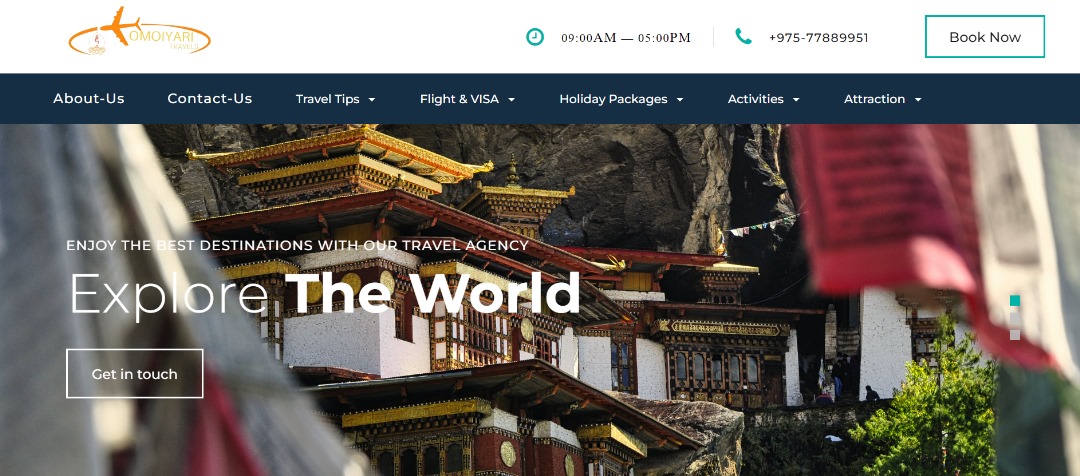 OMOIYARI
TRAVELS
09:00AM — 05:00PM
+975-77889951
Book Now
About-Us
Contact-Us
Travel Tips
Flight & VISA
Holiday Packages
Activities
Attraction
ENJOY THE BEST DESTINATIONS WITH OUR TRAVEL AGENCY
Explore The World
Get in touch